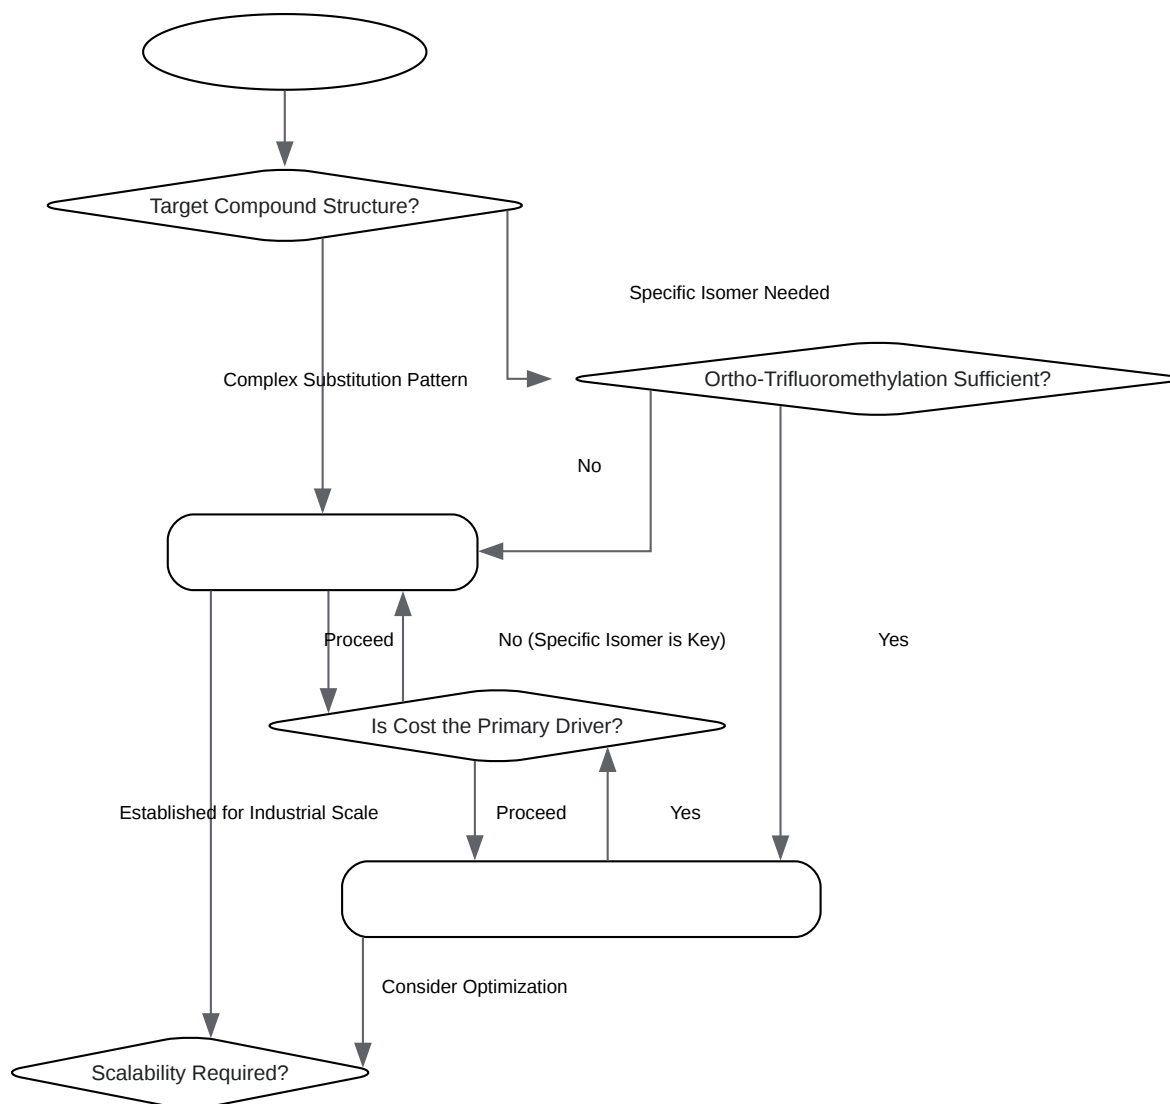 Target Compound Structure?
Specific Isomer Needed
Complex Substitution Pattern
Ortho-Trifluoromethylation Sufficient?
No
Proceed
No (Specific Isomer is Key)
Yes
Is Cost the Primary Driver?
Established for Industrial Scale
Proceed
Yes
Consider Optimization
Scalability Required?